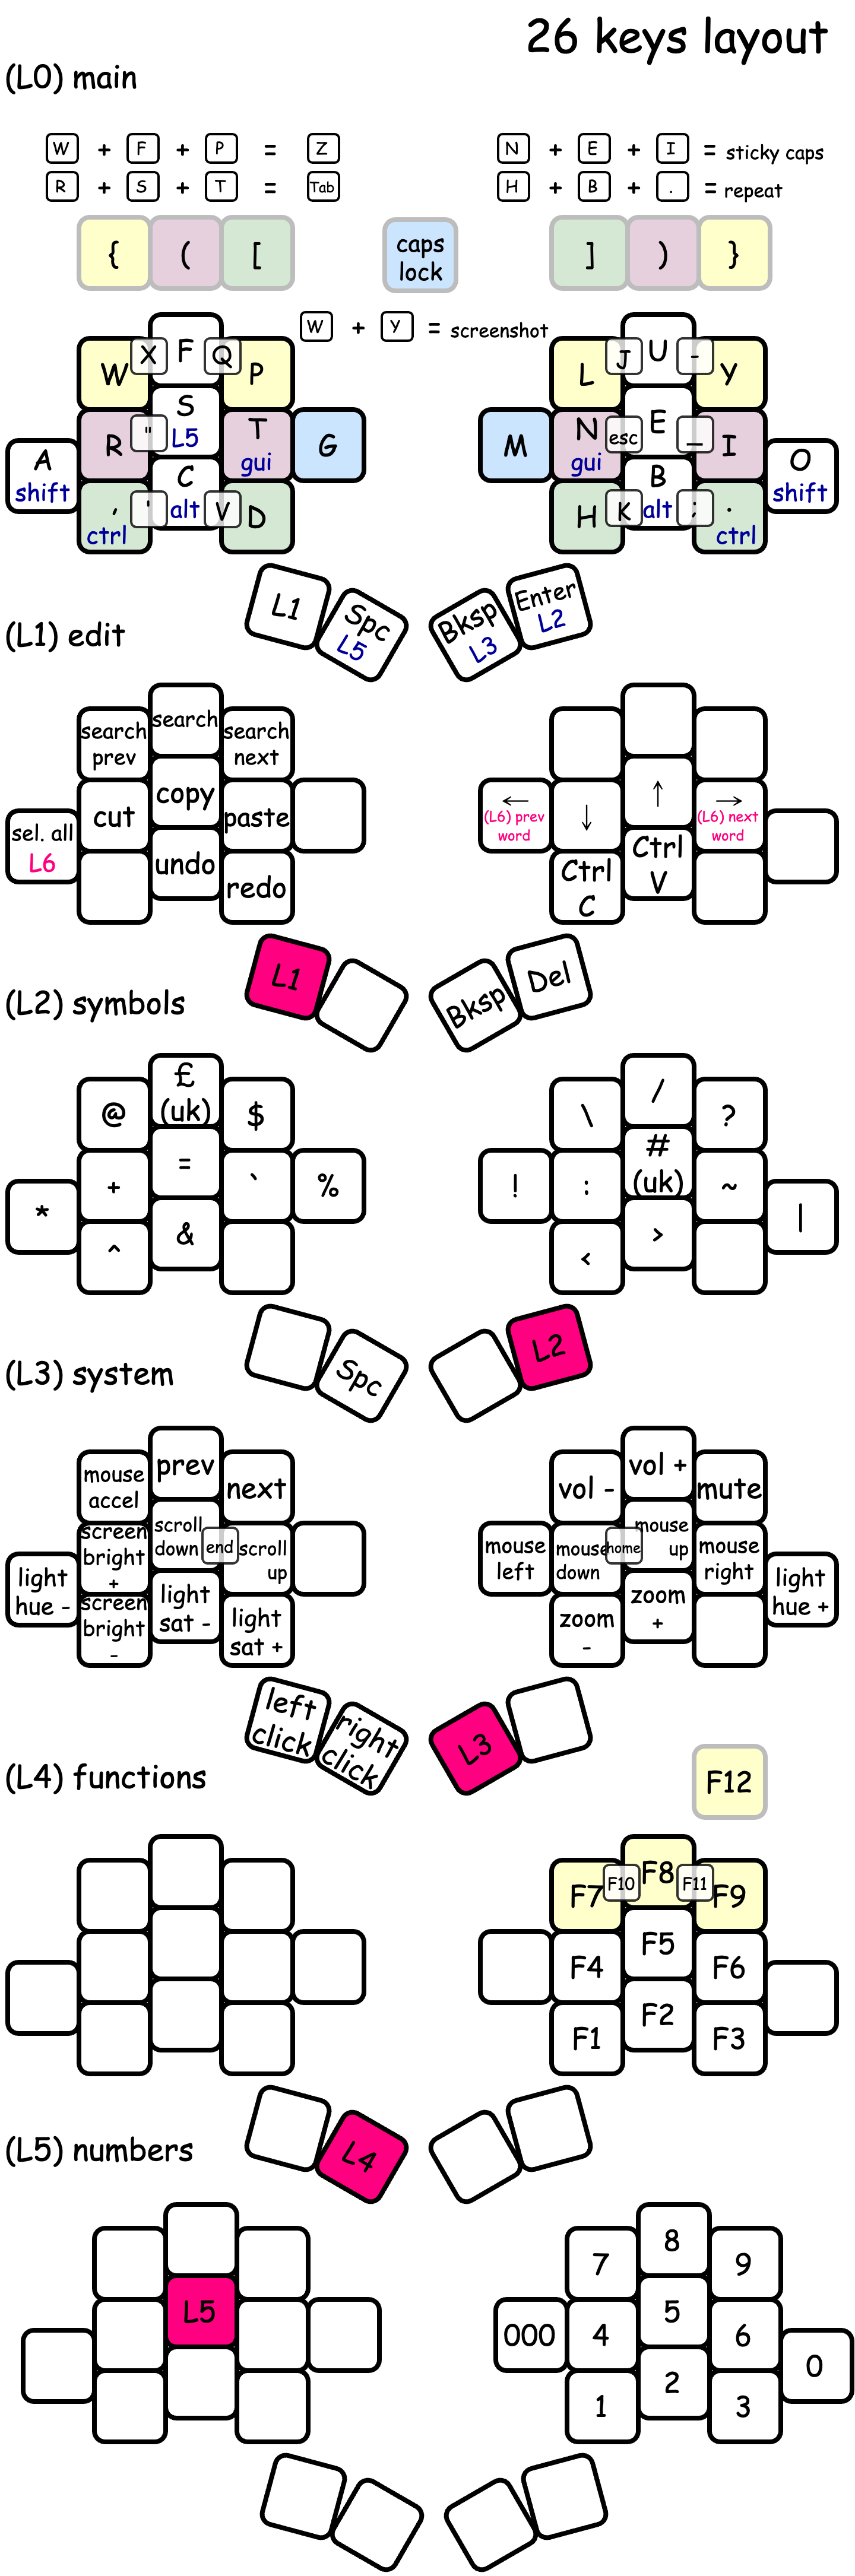 26 keys layout
(L0) main
W + F + P = Z
N + E + I = sticky caps
R + S + T = Tab
H + B + . = repeat
{ ( [
caps
lock
] ) }
W + Y = screenshot
W X F Q P
L J U - Y
A
shift
R " S
L5
T
gui
G
M
N
gui
esc E _ I
O
shift
,
ctrl
' C
alt
V D
H K B
alt
; .
ctrl
L1
Spc
L5
Bksp
L3
Enter
L2
(L1) edit
search
prev
search
search
next
sel. all
L6
cut copy paste
←
(L6) prev
word
↓ ↑
→
(L6) next
word
undo redo
Ctrl
C
Ctrl
V
L1
Bksp Del
(L2) symbols
@ £
(uk)
$
\ / ?
* + = ` %
! : #
(uk)
~ |
^ &
< >
Spc
L2
(L3) system
mouse
accel
prev next
vol - vol + mute
light
hue -
screen
bright
+
scroll
down
end
scroll
up
mouse
left
mouse
down
home
mouse
up
mouse
right
light
hue +
screen
bright
-
light
sat -
light
sat +
zoom
-
zoom
+
left
click
right
click
L3
(L4) functions
F12
F7 F10 F8 F11 F9
F4 F5 F6
F1 F2 F3
L4
(L5) numbers
7 8 9
L5
000 4 5 6 0
1 2 3